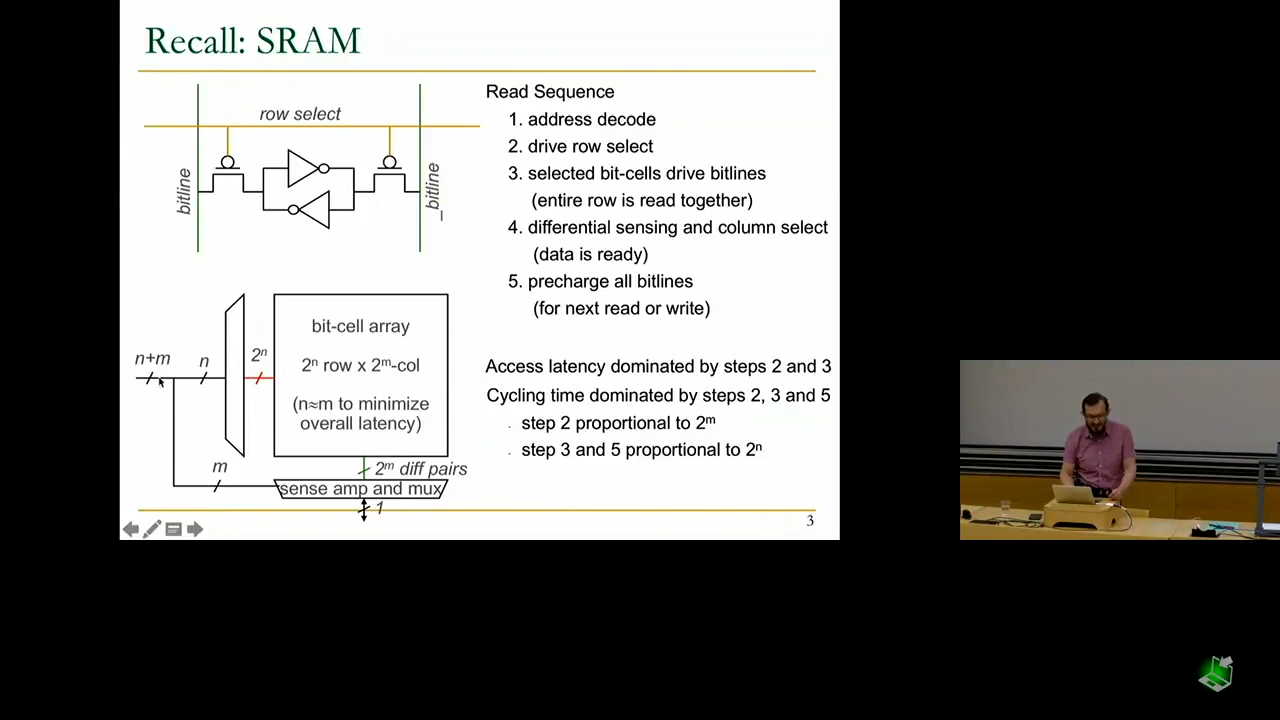 Recall: SRAM
row select
bitline
_bitline
Read Sequence
1. address decode
2. drive row select
3. selected bit-cells drive bitlines
(entire row is read together)
4. differential sensing and column select
(data is ready)
5. precharge all bitlines
(for next read or write)
n+m
n
2ⁿ
bit-cell array
2ⁿ row x 2ᵐ-col
(n≈m to minimize
overall latency)
m
2ᵐ diff pairs
sense amp and mux
1
Access latency dominated by steps 2 and 3
Cycling time dominated by steps 2, 3 and 5
step 2 proportional to 2ᵐ
step 3 and 5 proportional to 2ⁿ
3